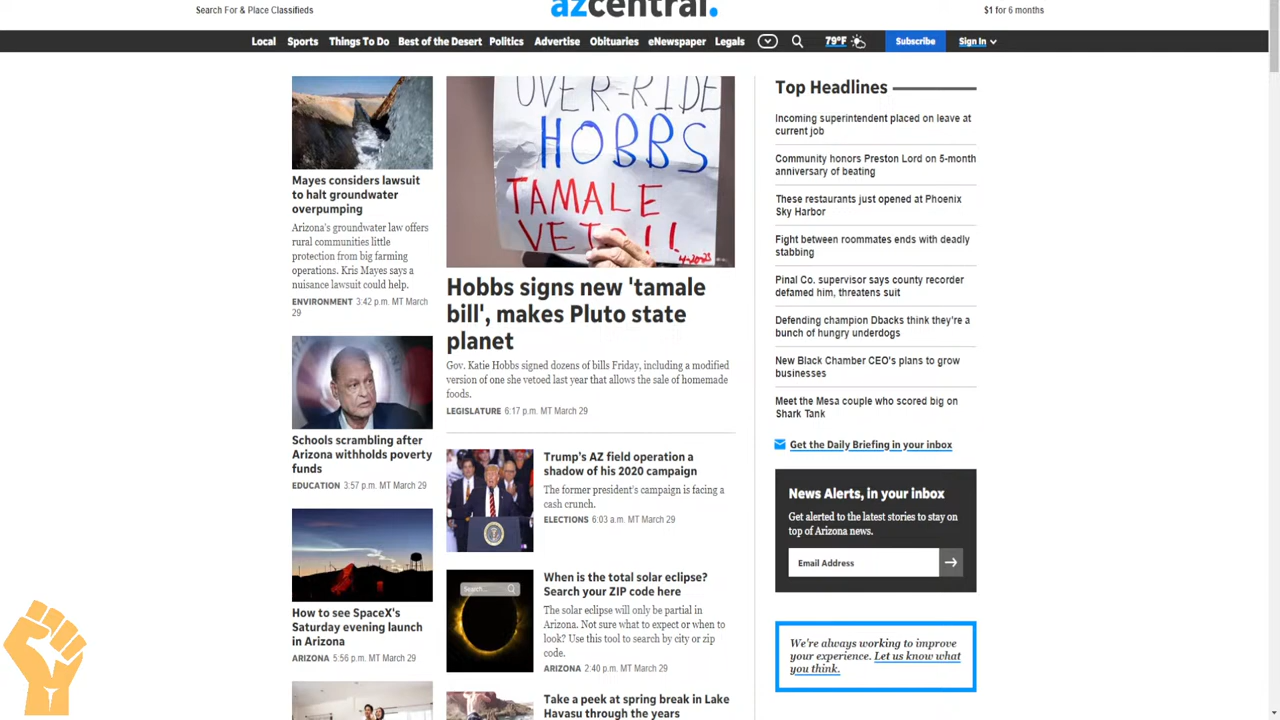 Search For & Place Classifieds
azcentral.
$1 for 6 months
Local
Sports
Things To Do
Best of the Desert
Politics
Advertise
Obituaries
eNewspaper
Legals
79°F
Subscribe
Sign In
Mayes considers lawsuit
to halt groundwater
overpumping
Arizona's groundwater law offers
rural communities little
protection from big farming
operations. Kris Mayes says a
nuisance lawsuit could help.
ENVIRONMENT 3:42 p.m. MT March
29
Schools scrambling after
Arizona withholds poverty
funds
EDUCATION 3:57 p.m. MT March 29
How to see SpaceX's
Saturday evening launch
in Arizona
ARIZONA 5:56 p.m. MT March 29
OVER-RIDE
HOBBS
TAMALE
VETO!!
4-20-23
Hobbs signs new 'tamale
bill', makes Pluto state
planet
Gov. Katie Hobbs signed dozens of bills Friday, including a modified
version of one she vetoed last year that allows the sale of homemade
foods.
LEGISLATURE 6:17 p.m. MT March 29
Trump's AZ field operation a
shadow of his 2020 campaign
The former president's campaign is facing a
cash crunch.
ELECTIONS 6:03 a.m. MT March 29
Search...
When is the total solar eclipse?
Search your ZIP code here
The solar eclipse will only be partial in
Arizona. Not sure what to expect or when to
look? Use this tool to search by city or zip
code.
ARIZONA 2:40 p.m. MT March 29
Take a peek at spring break in Lake
Havasu through the years
Top Headlines
Incoming superintendent placed on leave at
current job
Community honors Preston Lord on 5-month
anniversary of beating
These restaurants just opened at Phoenix
Sky Harbor
Fight between roommates ends with deadly
stabbing
Pinal Co. supervisor says county recorder
defamed him, threatens suit
Defending champion Dbacks think they're a
bunch of hungry underdogs
New Black Chamber CEO's plans to grow
businesses
Meet the Mesa couple who scored big on
Shark Tank
Get the Daily Briefing in your inbox
News Alerts, in your inbox
Get alerted to the latest stories to stay on
top of Arizona news.
Email Address
We're always working to improve
your experience. Let us know what
you think.